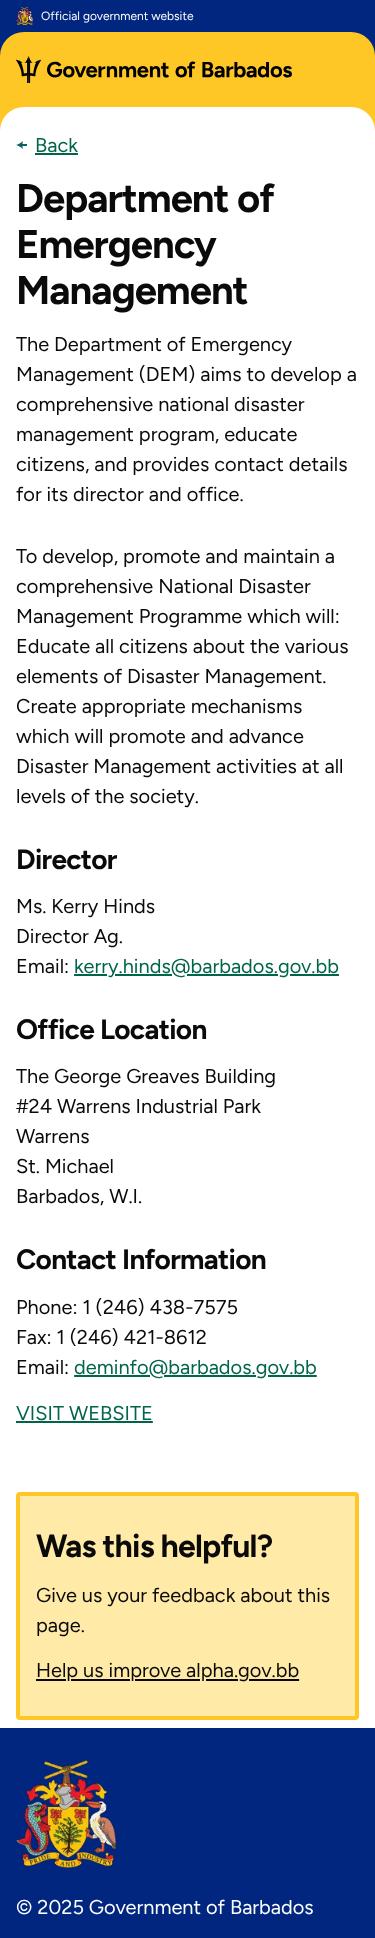 Official government website
Government of Barbados
Back
Department of
Emergency
Management
The Department of Emergency
Management (DEM) aims to develop a
comprehensive national disaster
management program, educate
citizens, and provides contact details
for its director and office.
To develop, promote and maintain a
comprehensive National Disaster
Management Programme which will:
Educate all citizens about the various
elements of Disaster Management.
Create appropriate mechanisms
which will promote and advance
Disaster Management activities at all
levels of the society.
Director
Ms. Kerry Hinds
Director Ag.
Email: kerry.hinds@barbados.gov.bb
Office Location
The George Greaves Building
#24 Warrens Industrial Park
Warrens
St. Michael
Barbados, W.I.
Contact Information
Phone: 1 (246) 438-7575
Fax: 1 (246) 421-8612
Email: deminfo@barbados.gov.bb
VISIT WEBSITE
Was this helpful?
Give us your feedback about this
page.
Help us improve alpha.gov.bb
PRIDE AND INDUSTRY
© 2025 Government of Barbados